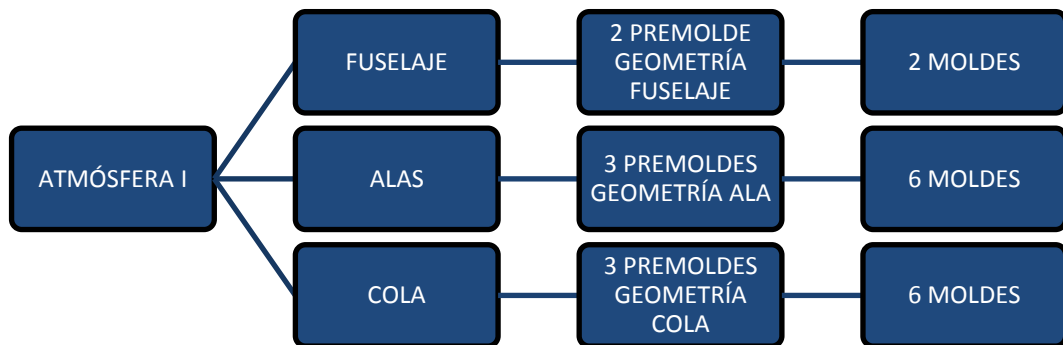 FUSELAJE
2 PREMOLDE
GEOMETRÍA
FUSELAJE
2 MOLDES
ATMÓSFERA I
ALAS
3 PREMOLDES
GEOMETRÍA ALA
6 MOLDES
COLA
3 PREMOLDES
GEOMETRÍA
COLA
6 MOLDES